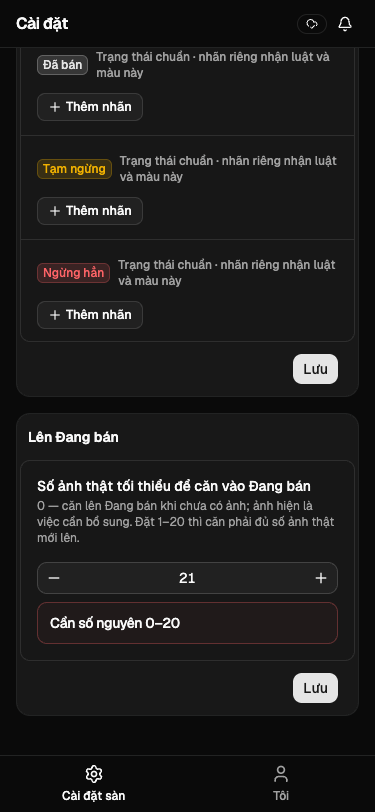 Cài đặt
Đã bán
Trạng thái chuẩn · nhãn riêng nhận luật và
màu này
+ Thêm nhãn
Tạm ngừng
Trạng thái chuẩn · nhãn riêng nhận luật
và màu này
+ Thêm nhãn
Ngừng hẳn
Trạng thái chuẩn · nhãn riêng nhận luật
và màu này
+ Thêm nhãn
Lưu
Lên Đang bán
Số ảnh thật tối thiểu để căn vào Đang bán
0 — căn lên Đang bán khi chưa có ảnh; ảnh hiện là
việc cần bổ sung. Đặt 1–20 thì căn phải đủ số ảnh thật
mới lên.
− 21 +
Cần số nguyên 0–20
Lưu
Cài đặt sàn
Tôi